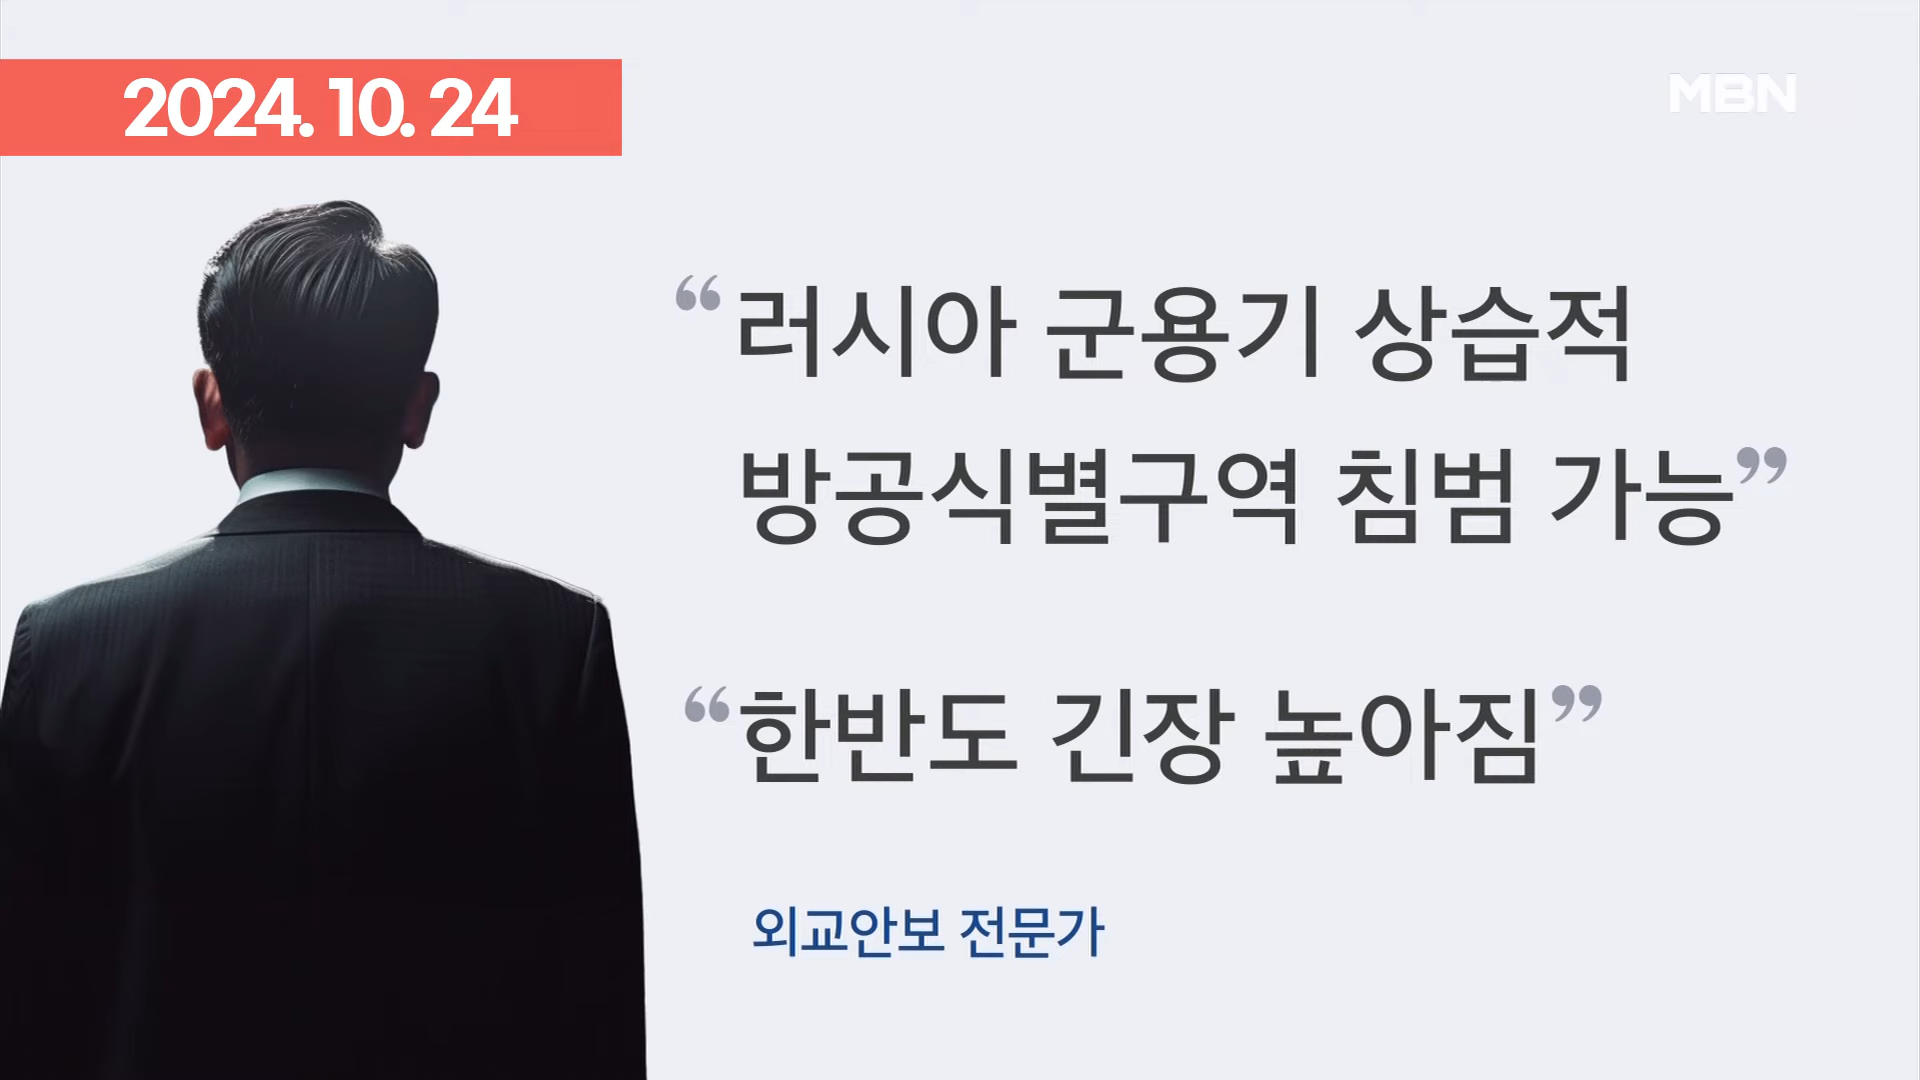 2024. 10. 24
MBN
“러시아 군용기 상습적
방공식별구역 침범 가능”
“한반도 긴장 높아짐”
외교안보 전문가